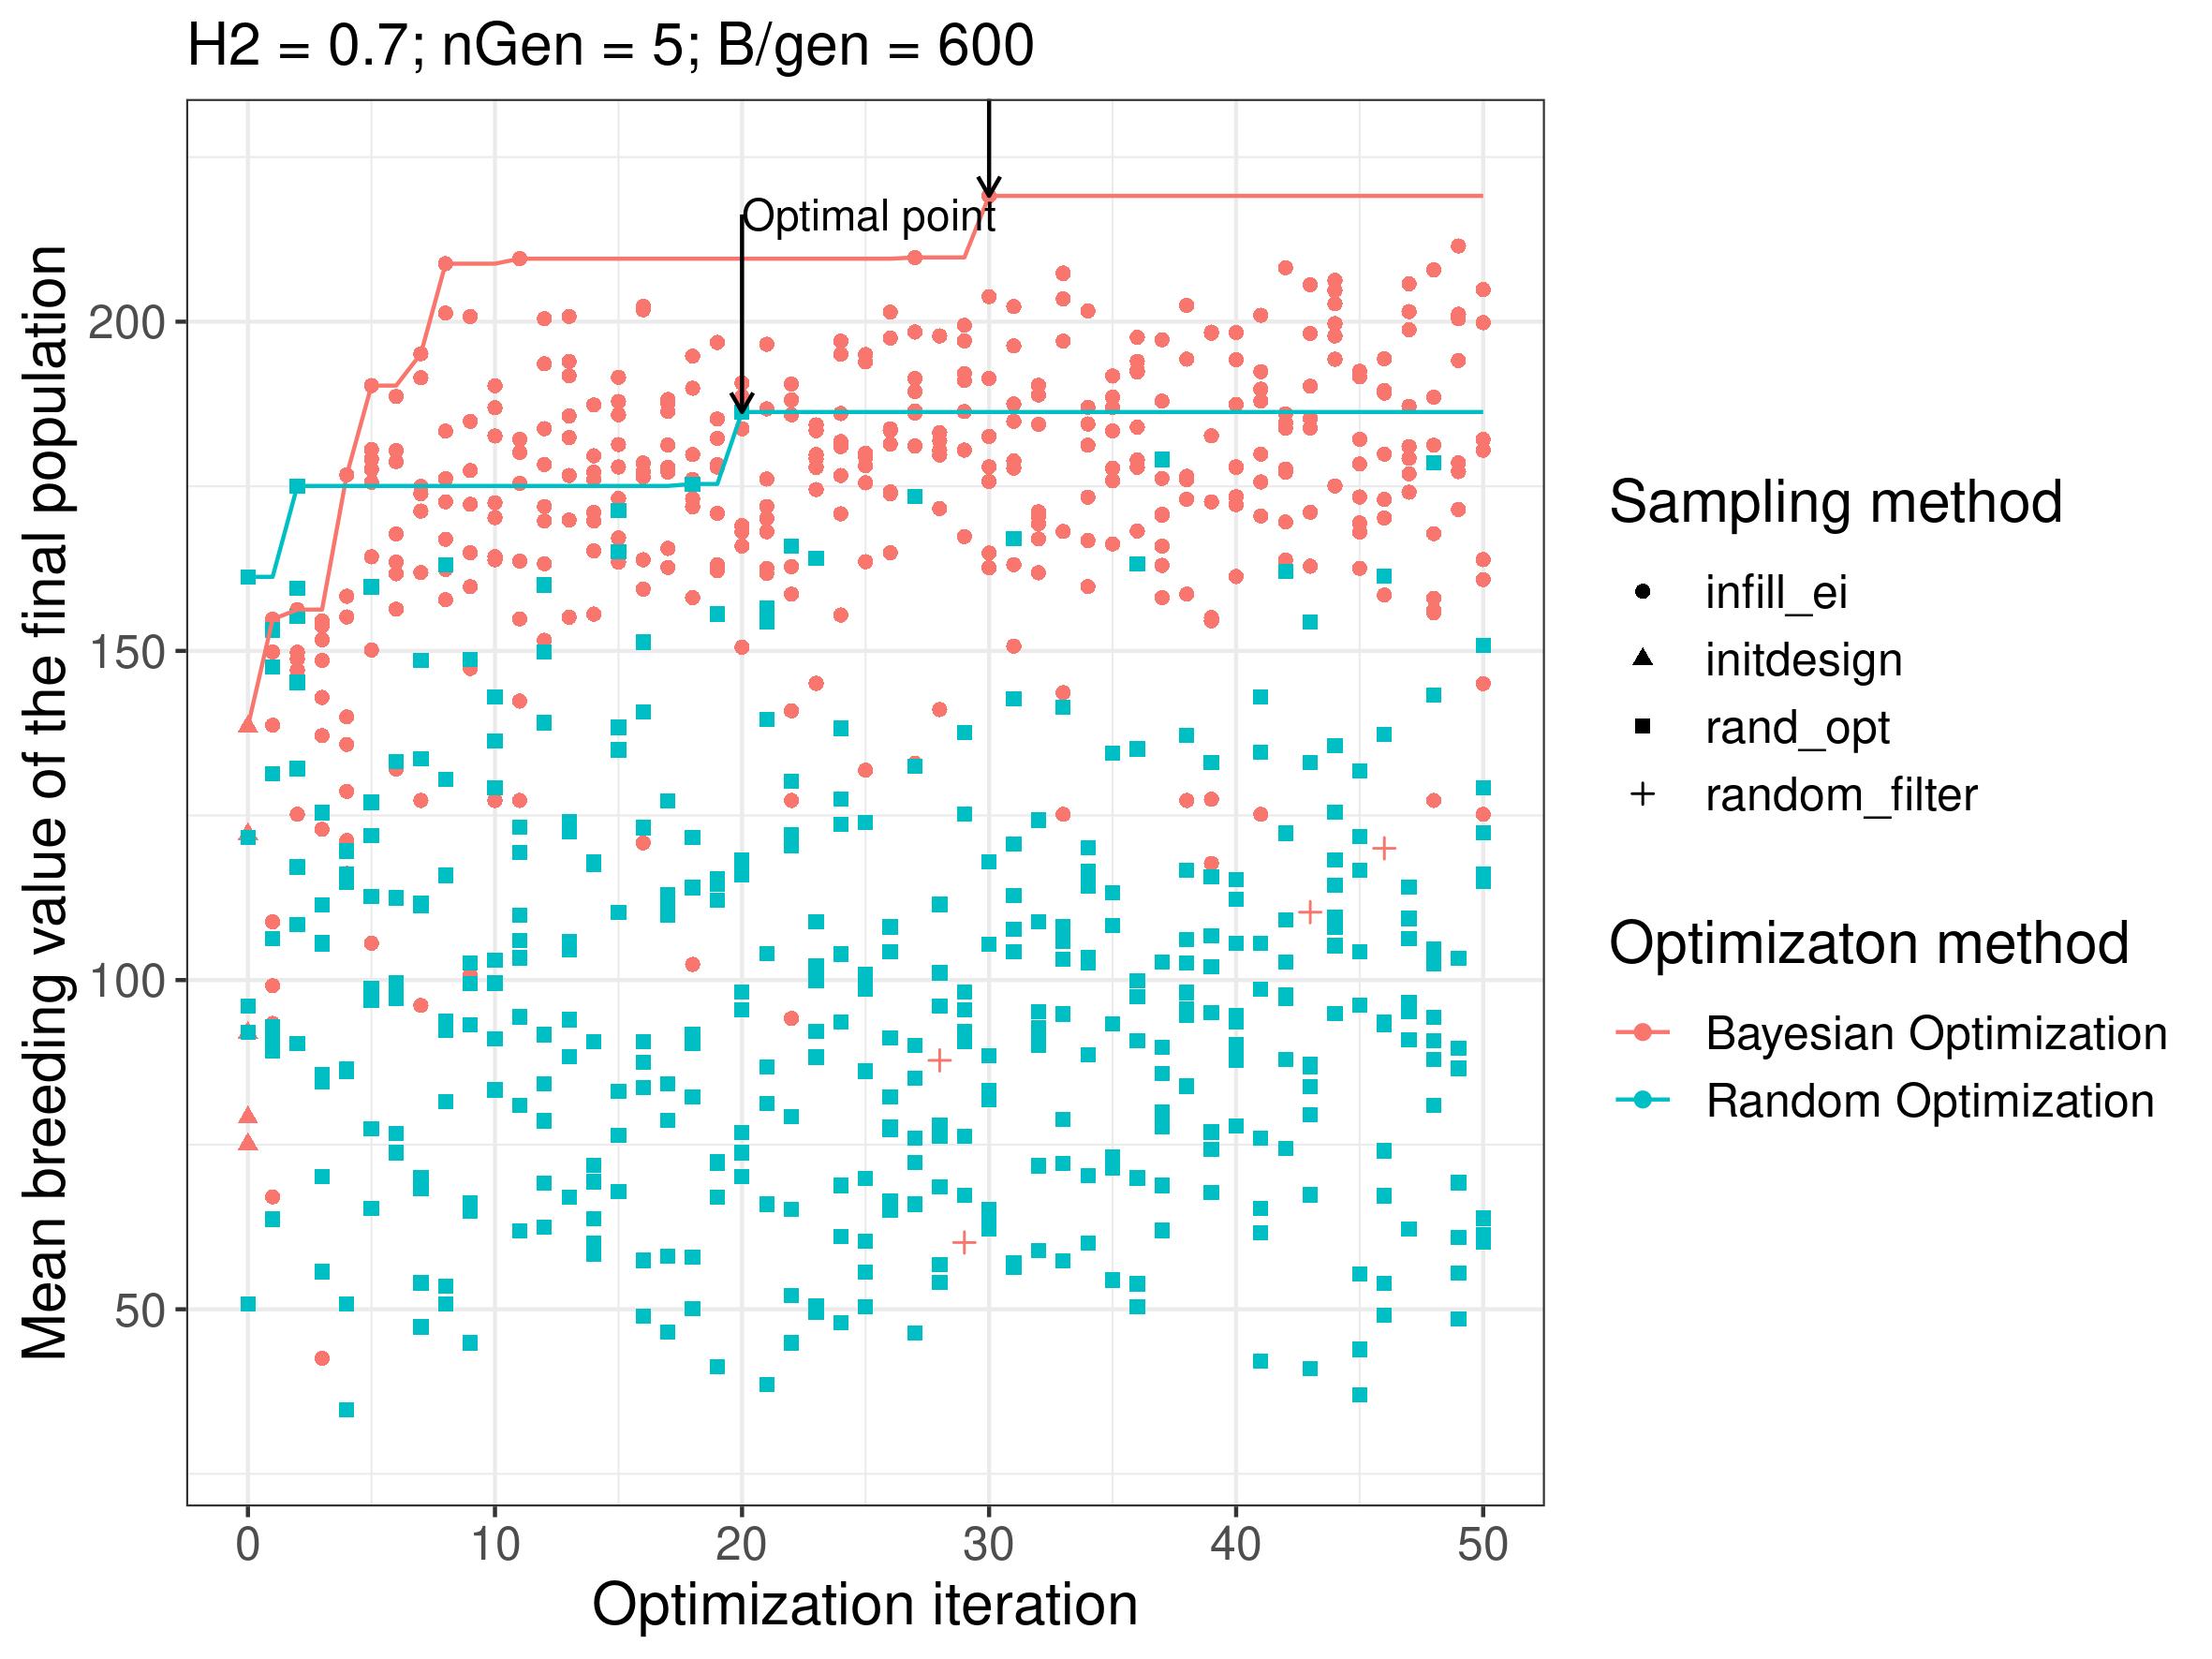 H2 = 0.7; nGen = 5; B/gen = 600
Mean breeding value of the final population
200
150
100
50
Optimal point
0
10
20
30
40
50
Optimization iteration
Sampling method
infill_ei
initdesign
rand_opt
random_filter
Optimizaton method
Bayesian Optimization
Random Optimization